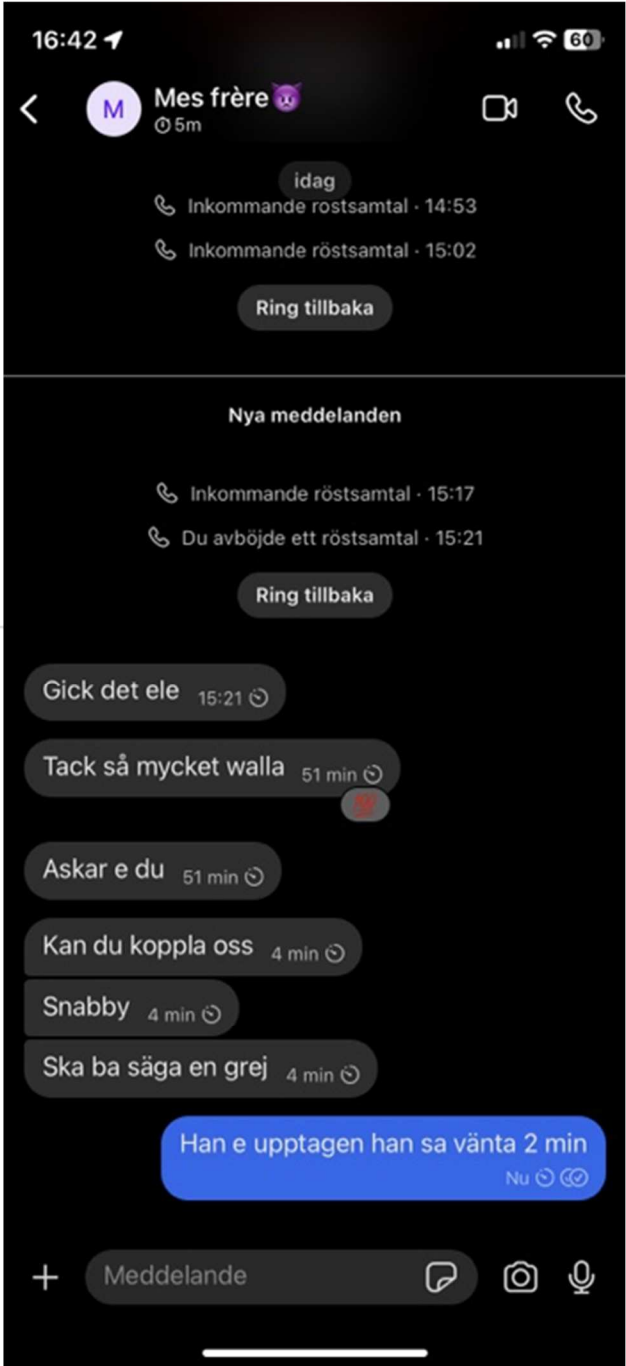 16:42
60
M
Mes frère😈
5m
idag
Inkommande röstsamtal · 14:53
Inkommande röstsamtal · 15:02
Ring tillbaka
Nya meddelanden
Inkommande röstsamtal · 15:17
Du avböjde ett röstsamtal · 15:21
Ring tillbaka
Gick det ele 15:21
Tack så mycket walla 51 min
💯
Askar e du 51 min
Kan du koppla oss 4 min
Snabby 4 min
Ska ba säga en grej 4 min
Han e upptagen han sa vänta 2 min
Nu
Meddelande